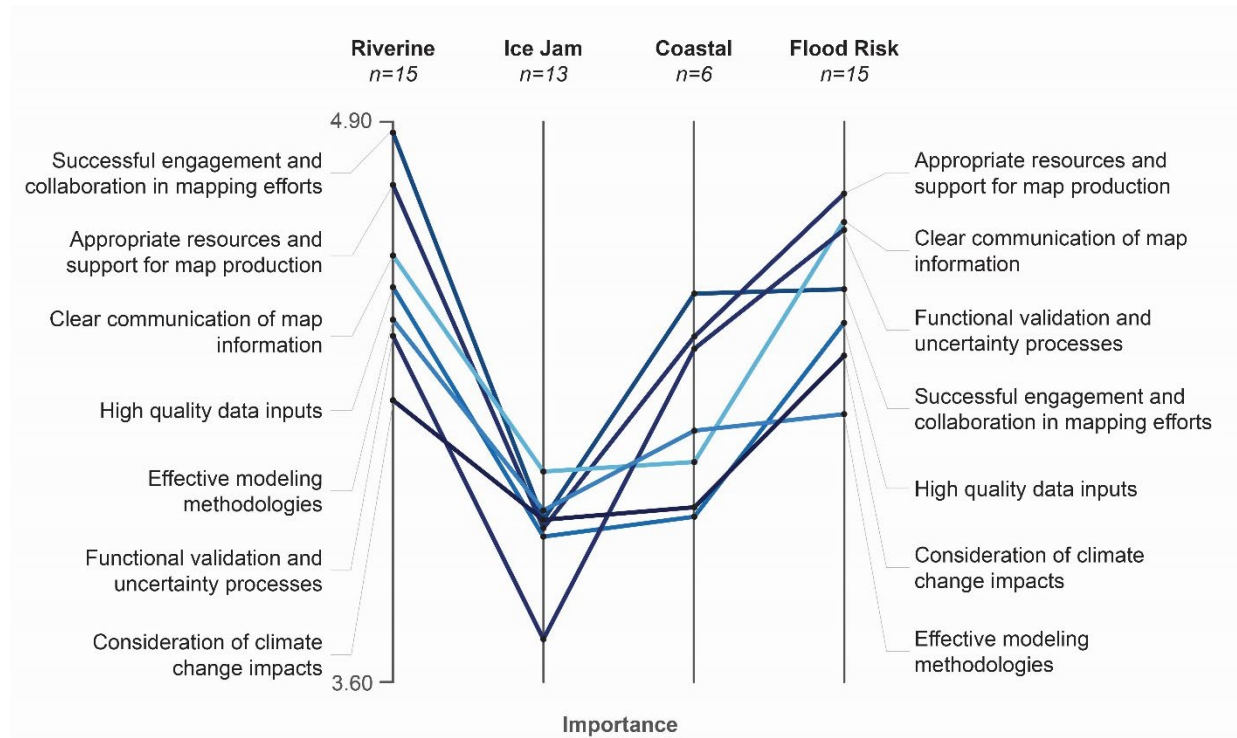 Riverine
n=15
Ice Jam
n=13
Coastal
n=6
Flood Risk
n=15
4.90
Successful engagement and
collaboration in mapping efforts
Appropriate resources and
support for map production
Clear communication of map
information
High quality data inputs
Effective modeling
methodologies
Functional validation and
uncertainty processes
Consideration of climate
change impacts
3.60
Appropriate resources and
support for map production
Clear communication of map
information
Functional validation and
uncertainty processes
Successful engagement and
collaboration in mapping efforts
High quality data inputs
Consideration of climate
change impacts
Effective modeling
methodologies
Importance